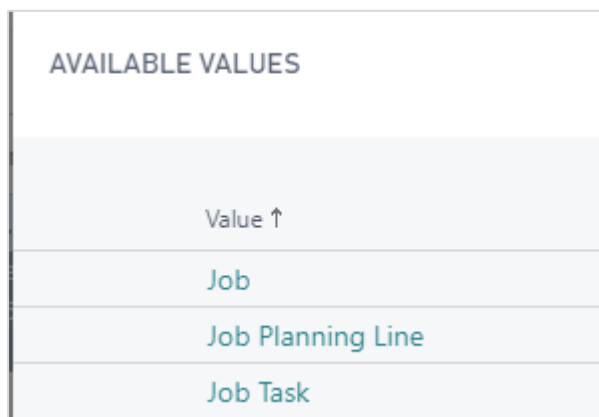 AVAILABLE VALUES
Value ↑
Job
Job Planning Line
Job Task